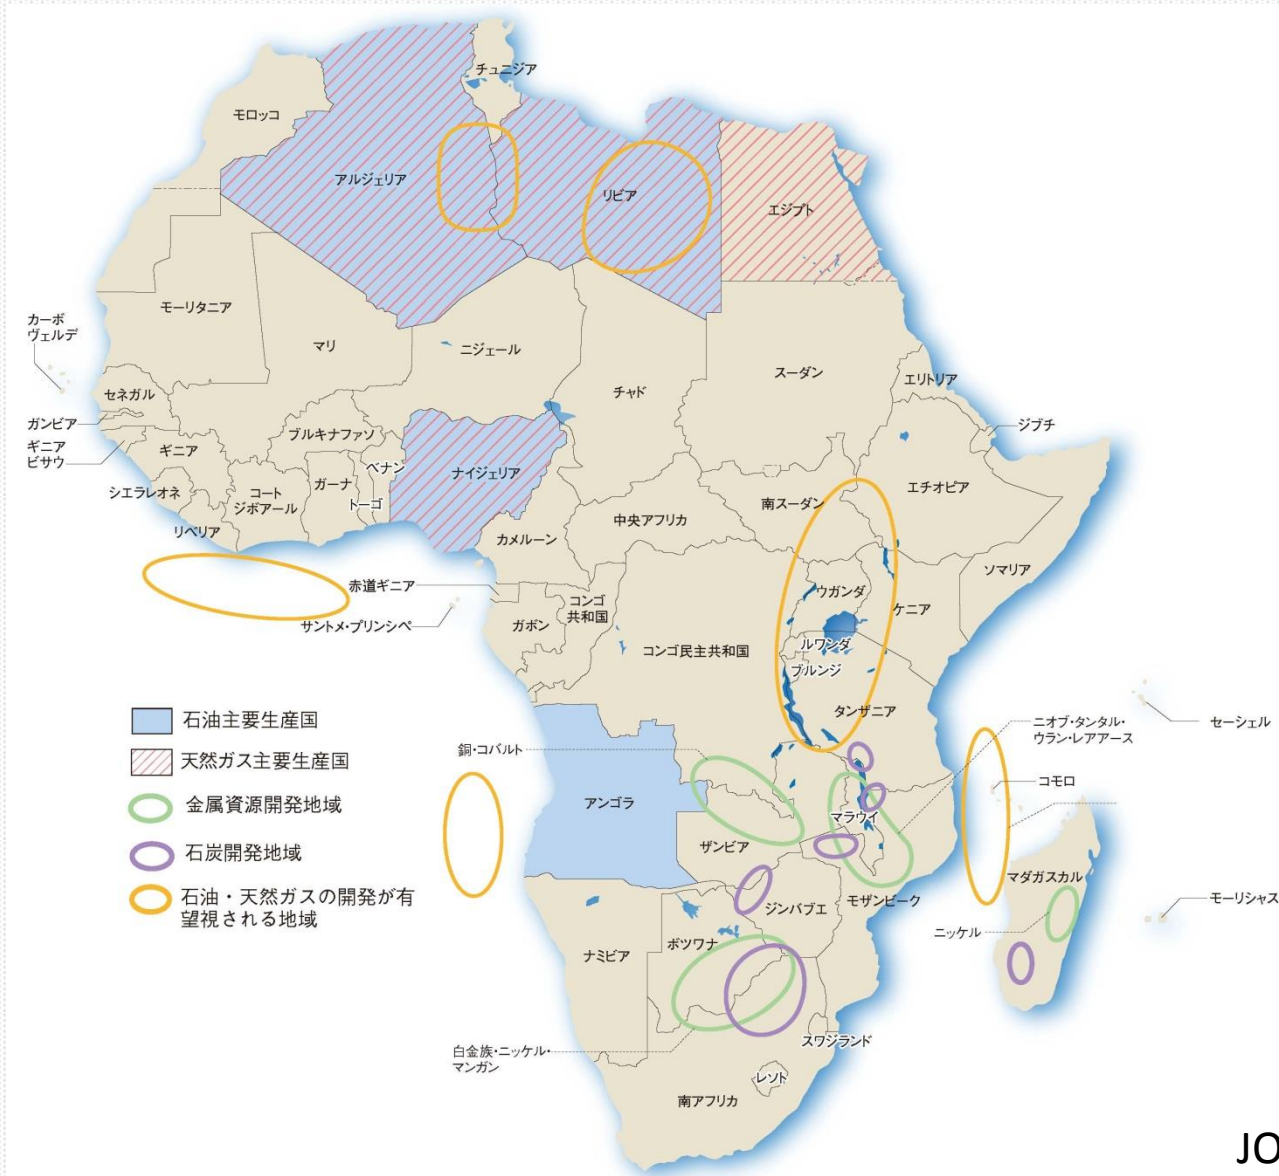 チュニジア
モロッコ
アルジェリア
リビア
エジプト
モーリタニア
カーボ
ヴェルデ
マリ
ニジェール
チャド
スーダン
エリトリア
セネガル
ガンビア
ギニア
ビサウ
ギニア
ブルキナファソ
ベナン
ナイジェリア
ジブチ
シエラレオネ
コート
ジボアール
ガーナ
トーゴ
リベリア
カメルーン
中央アフリカ
南スーダン
エチオピア
ソマリア
赤道ギニア
サントメ・プリンシペ
ガボン
コンゴ
共和国
コンゴ民主共和国
ウガンダ
ケニア
ルワンダ
ブルンジ
タンザニア
セーシェル
石油主要生産国
天然ガス主要生産国
金属資源開発地域
石炭開発地域
石油・天然ガスの開発が有
望視される地域
銅・コバルト
ニオブ・タンタル・
ウラン・レアアース
コモロ
アンゴラ
マラウイ
ザンビア
マダガスカル
モーリシャス
モザンビーク
ジンバブエ
ニッケル
ナミビア
ボツワナ
白金族・ニッケル・
マンガン
スワジランド
レソト
南アフリカ
JO